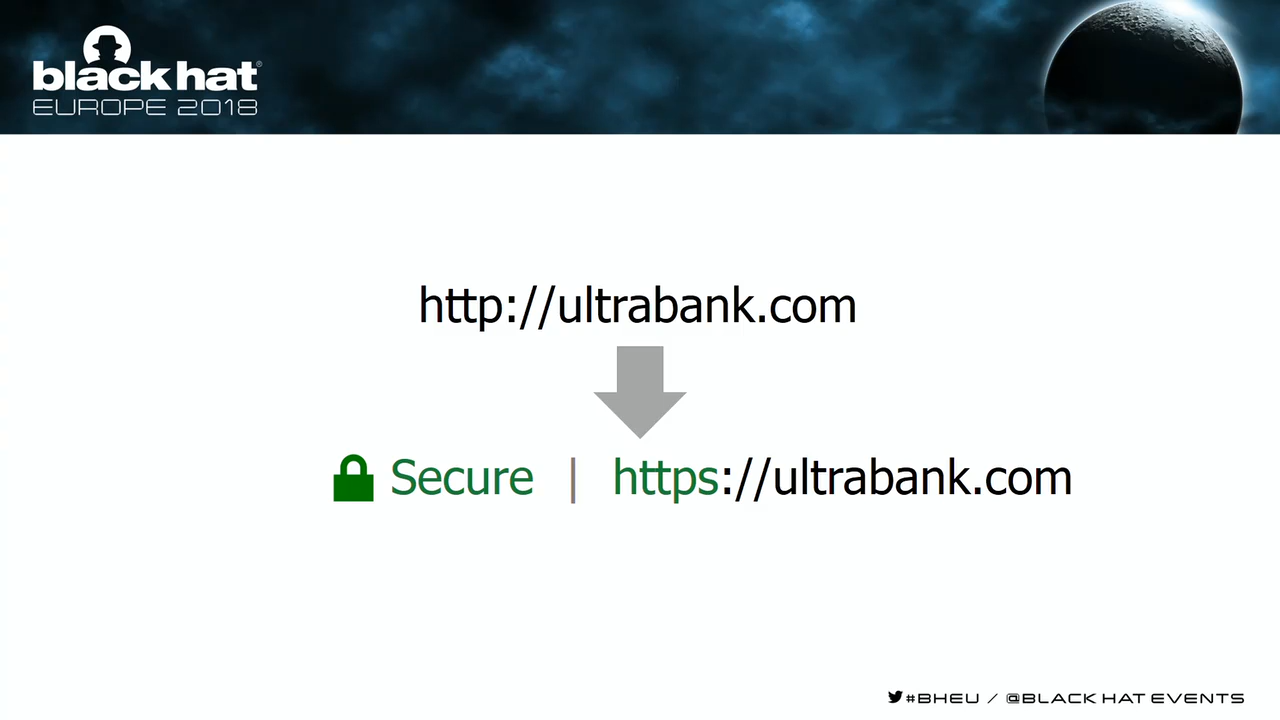 black hat®
EUROPE 2018
http://ultrabank.com
Secure | https://ultrabank.com
#BHEU / @BLACK HAT EVENTS